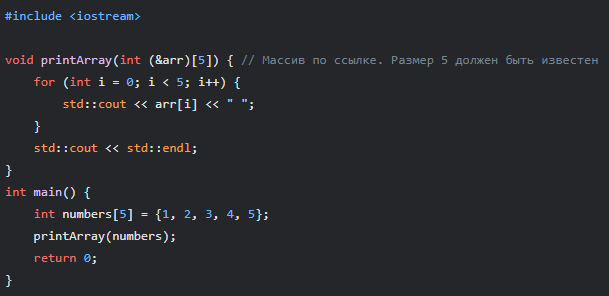 #include <iostream>

void printArray(int (&arr)[5]) { // Массив по ссылке. Размер 5 должен быть известен
    for (int i = 0; i < 5; i++) {
        std::cout << arr[i] << " ";
    }
    std::cout << std::endl;
}
int main() {
    int numbers[5] = {1, 2, 3, 4, 5};
    printArray(numbers);
    return 0;
}